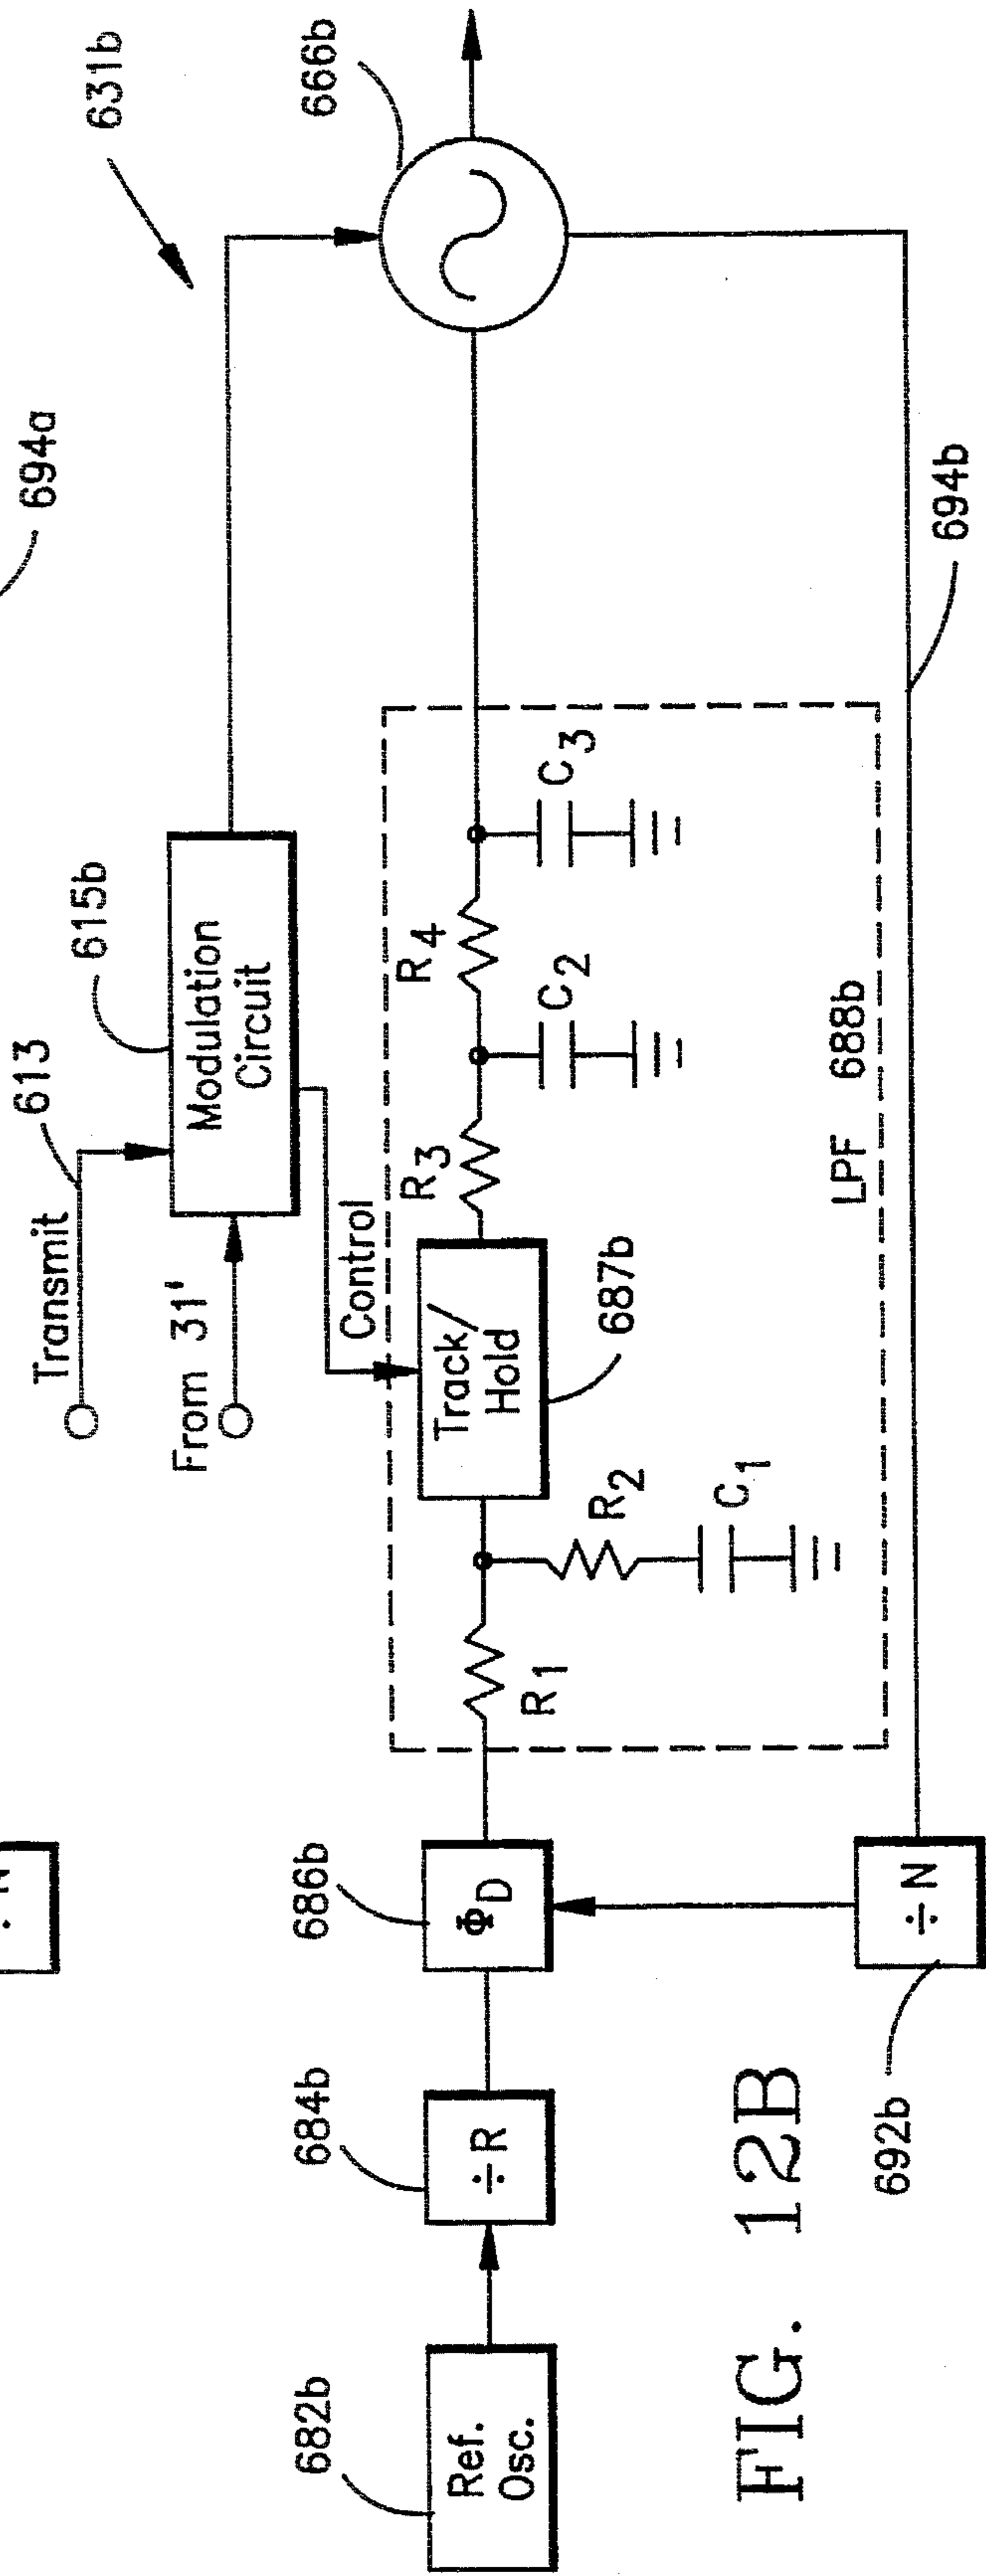 694a
÷ N
631b
666b
Transmit
613
615b
Modulation
Circuit
From 31'
Control
Track/
Hold
687b
R3
R4
C2
C3
R1
R2
C1
LPF 688b
694b
682b
Ref.
Osc.
684b
÷R
686b
ΦD
÷N
692b
FIG. 12B